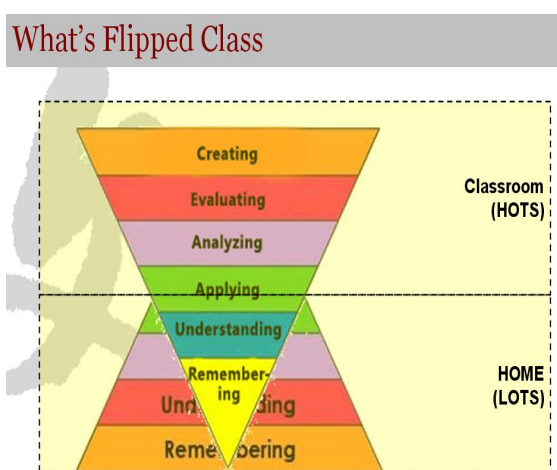 What's Flipped Class
Creating
Evaluating
Classroom
(HOTS)
Analyzing
Applying
Understanding
Remember-
ing
HOME
(LOTS)